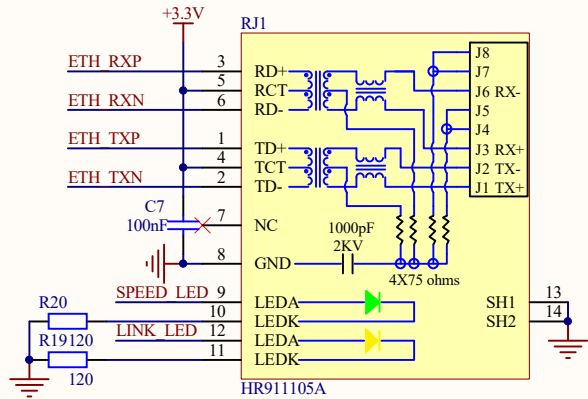 +3.3V
RJ1
ETH_RXP 3 RD+ J8
5 RCT J7
ETH_RXN 6 RD- J6 RX-
J5
ETH_TXP 1 TD+ J4
4 TCT J3 RX+
ETH_TXN 2 TD- J2 TX-
J1 TX+
C7
100nF
7 NC
1000pF
2KV
8 GND
4X75 ohms
SPEED_LED 9 LEDA
SH1 13
R20 10 LEDK
SH2 14
LINK_LED 12 LEDA
R19120 11 LEDK
120
HR911105A